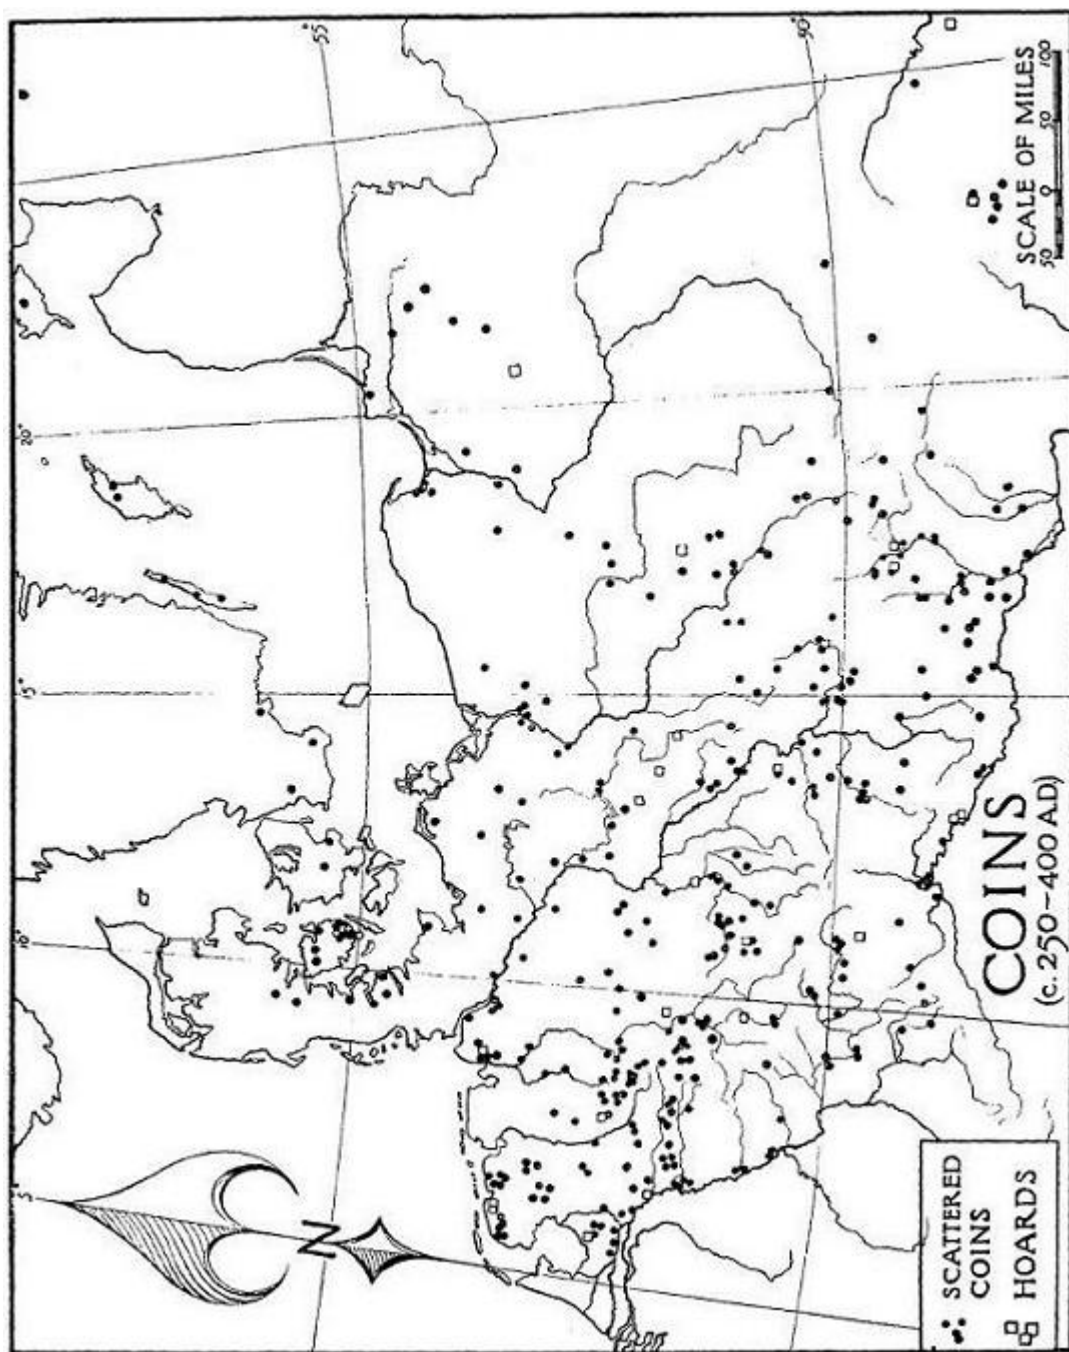 COINS
(c. 250–400 AD)
SCATTERED
COINS
HOARDS
SCALE OF MILES
50 0 50 100
N
5°
10°
15°
20°
55°
50°